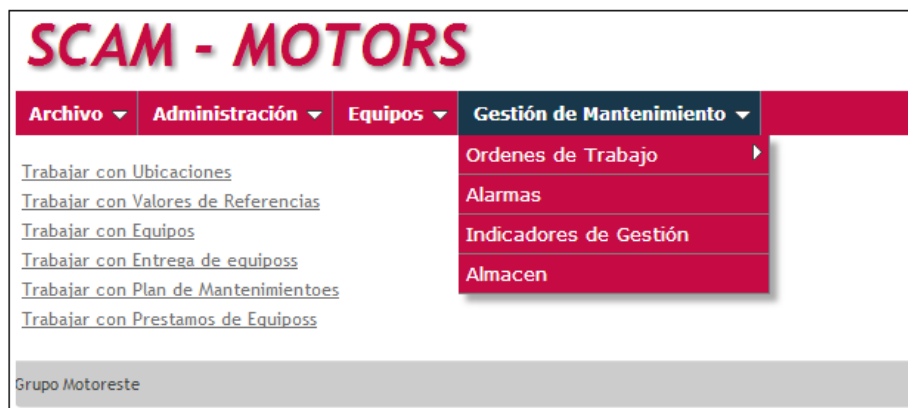 SCAM - MOTORS
Archivo Administración Equipos Gestión de Mantenimiento
Ordenes de Trabajo
Alarmas
Indicadores de Gestión
Almacen
Trabajar con Ubicaciones
Trabajar con Valores de Referencias
Trabajar con Equipos
Trabajar con Entrega de equiposs
Trabajar con Plan de Mantenimientoes
Trabajar con Prestamos de Equiposs
Grupo Motoreste